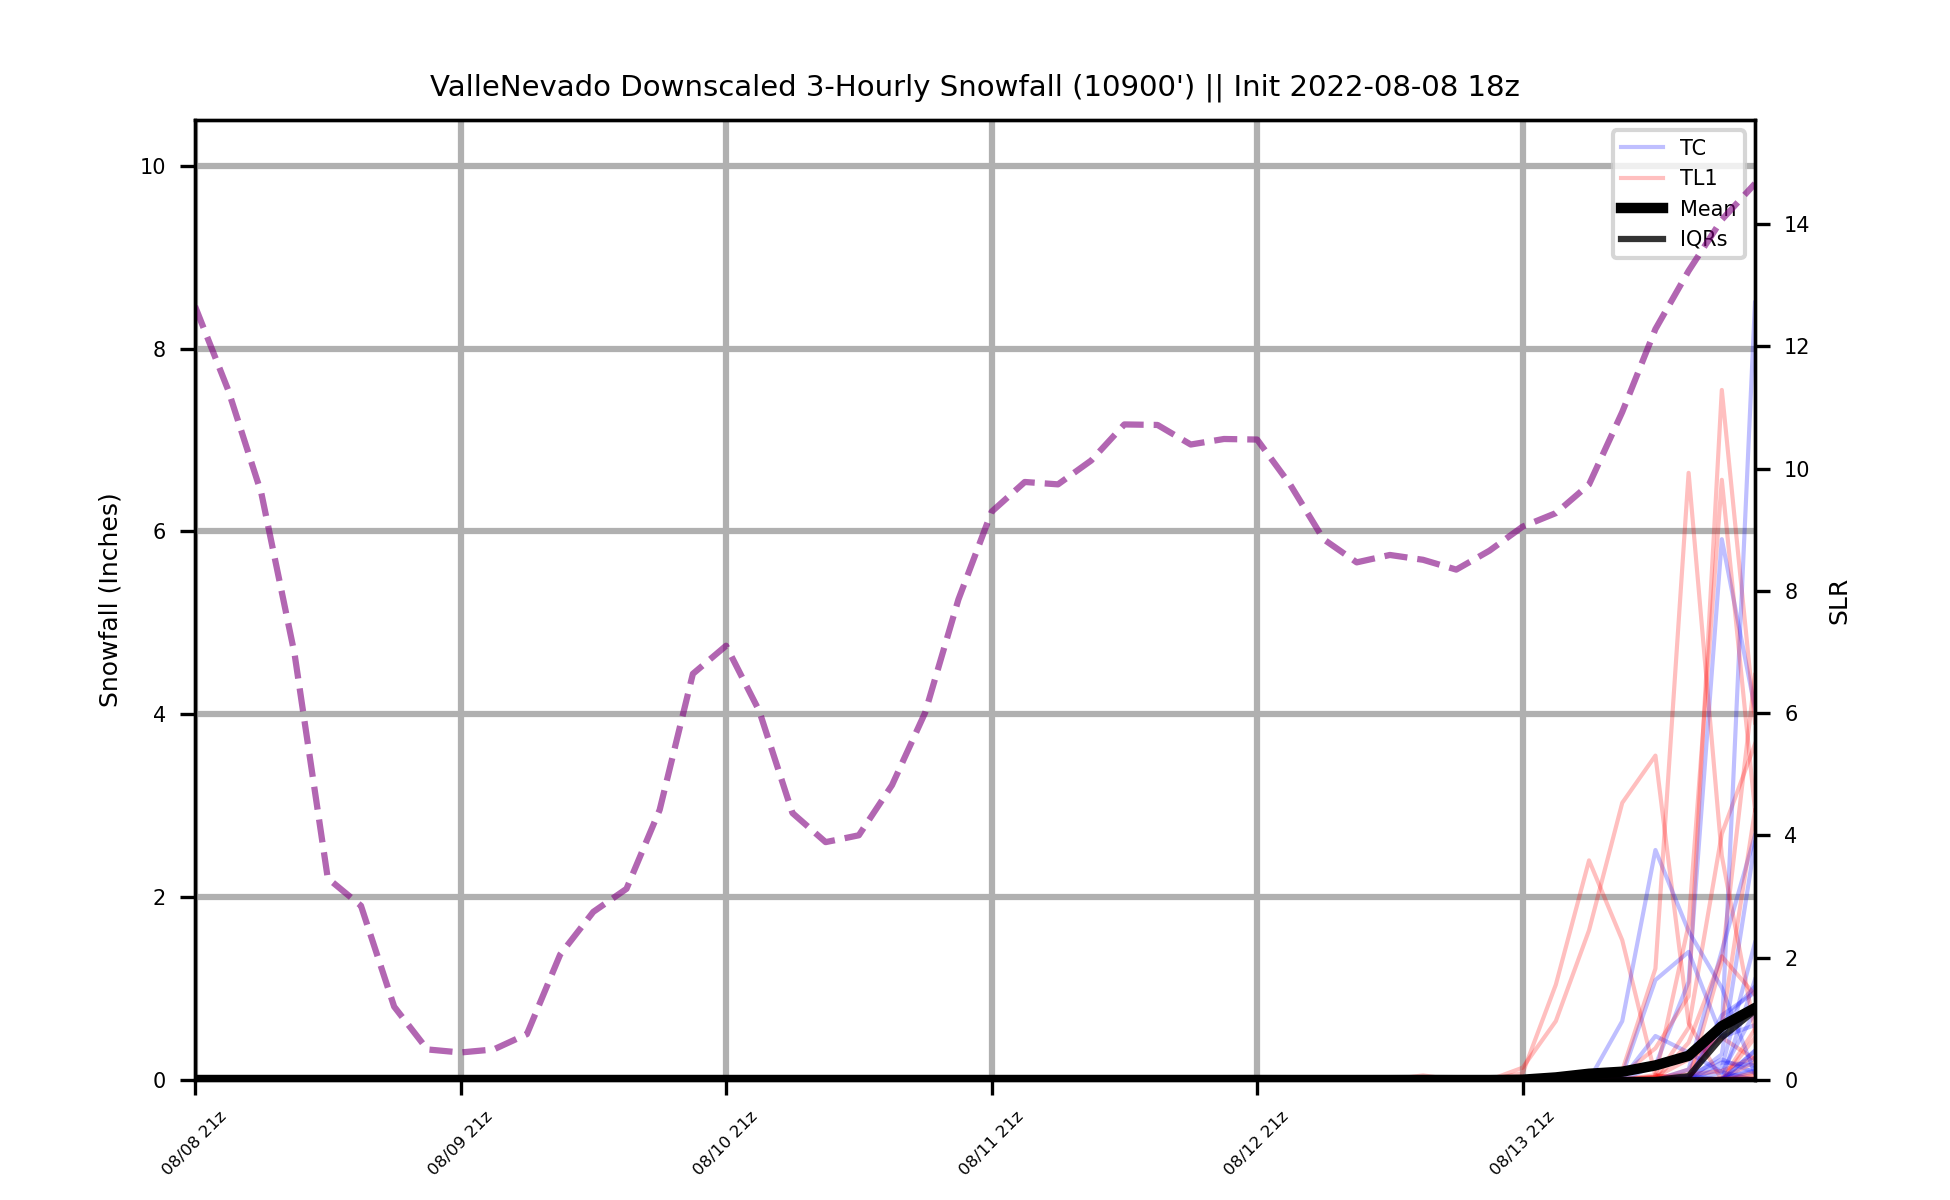 ValleNevado Downscaled 3-Hourly Snowfall (10900') || Init 2022-08-08 18z
TC
TL1
Mean
IQRs
10
8
6
4
2
0
Snowfall (Inches)
14
12
10
8
6
4
2
0
SLR
08/08 21z
08/09 21z
08/10 21z
08/11 21z
08/12 21z
08/13 21z